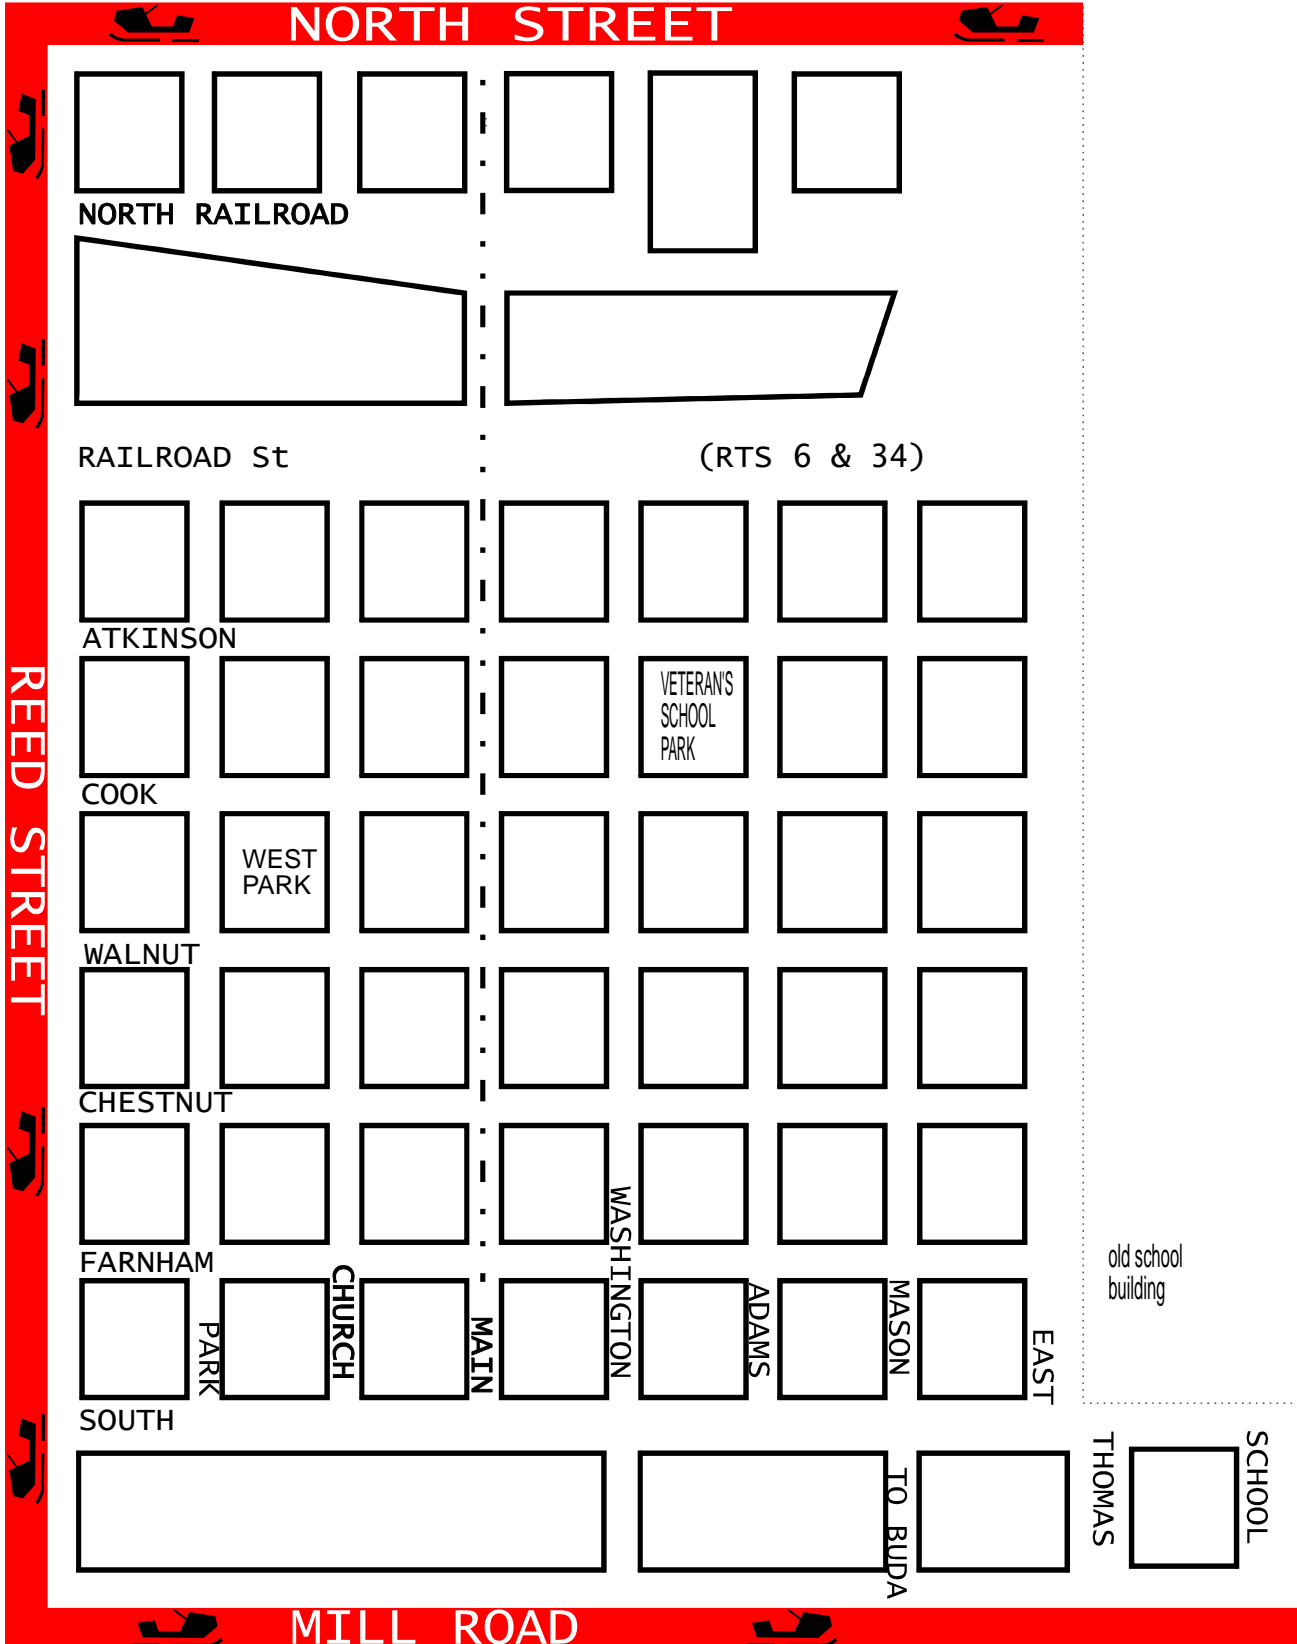 NORTH STREET
NORTH RAILROAD
RAILROAD St
(RTS 6 & 34)
ATKINSON
VETERAN'S
SCHOOL
PARK
REED STREET
COOK
WEST
PARK
WALNUT
CHESTNUT
WASHINGTON
FARNHAM
old school
building
PARK
CHURCH
MAIN
ADAMS
MASON
EAST
SOUTH
TO BUDA
THOMAS
SCHOOL
MILL ROAD